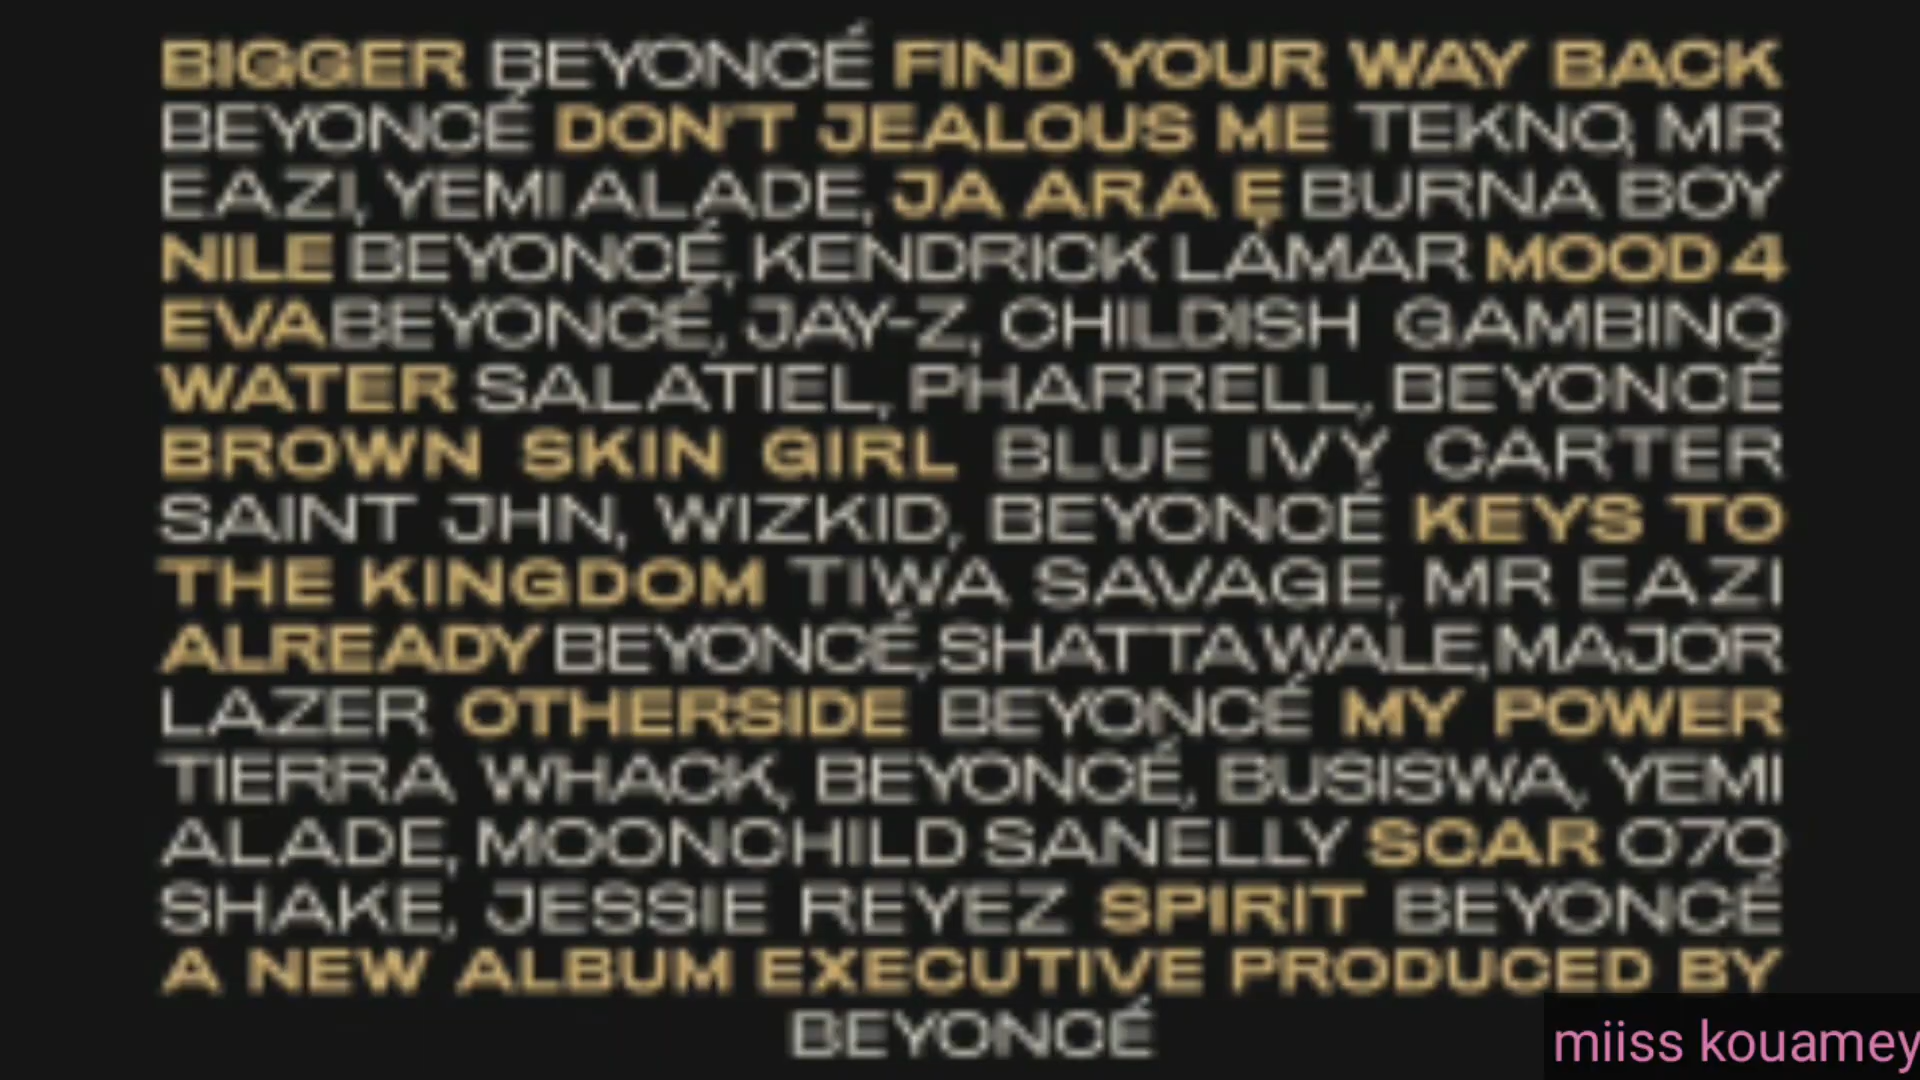 BIGGER BEYONCÉ FIND YOUR WAY BACK
BEYONCÉ DON'T JEALOUS ME TEKNO, MR
EAZI, YEMI ALADE, JA ARA Ẹ BURNA BOY
NILE BEYONCÉ, KENDRICK LAMAR MOOD 4
EVA BEYONCÉ, JAY-Z, CHILDISH GAMBINO
WATER SALATIEL, PHARRELL, BEYONCÉ
BROWN SKIN GIRL BLUE IVY CARTER
SAINT JHN, WIZKID, BEYONCÉ KEYS TO
THE KINGDOM TIWA SAVAGE, MR EAZI
ALREADY BEYONCÉ, SHATTA WALE, MAJOR
LAZER OTHERSIDE BEYONCÉ MY POWER
TIERRA WHACK, BEYONCÉ, BUSISWA, YEMI
ALADE, MOONCHILD SANELLY SCAR 070
SHAKE, JESSIE REYEZ SPIRIT BEYONCÉ
A NEW ALBUM EXECUTIVE PRODUCED BY
BEYONCÉ
miiss kouamey